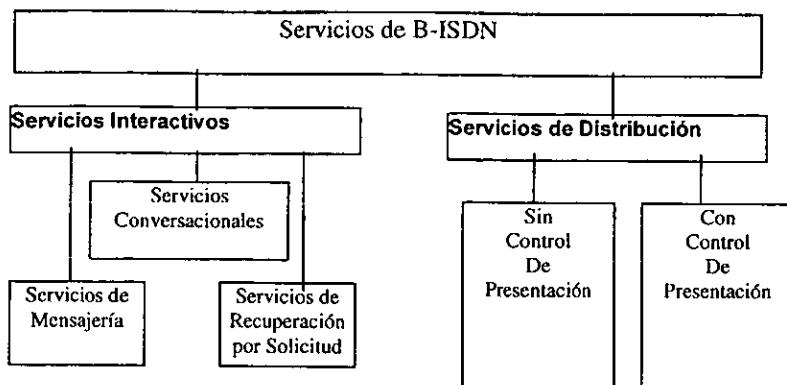 Servicios de B-ISDN
Servicios Interactivos
Servicios de Distribución
Servicios
Conversacionales
Servicios de
Mensajería
Servicios de
Recuperación
por Solicitud
Sin
Control
De
Presentación
Con
Control
De
Presentación